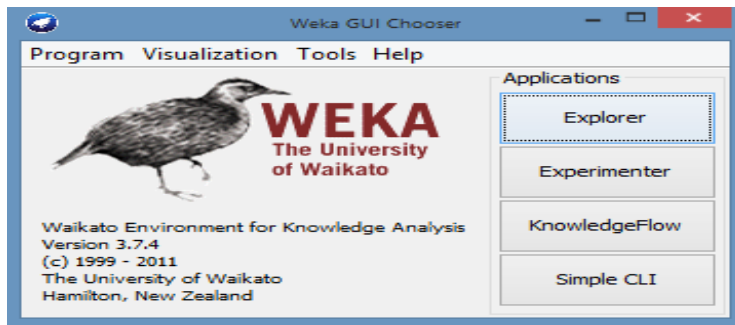 Weka GUI Chooser
Program Visualization Tools Help
WEKA
The University
of Waikato
Waikato Environment for Knowledge Analysis
Version 3.7.4
(c) 1999 - 2011
The University of Waikato
Hamilton, New Zealand
Applications
Explorer
Experimenter
KnowledgeFlow
Simple CLI